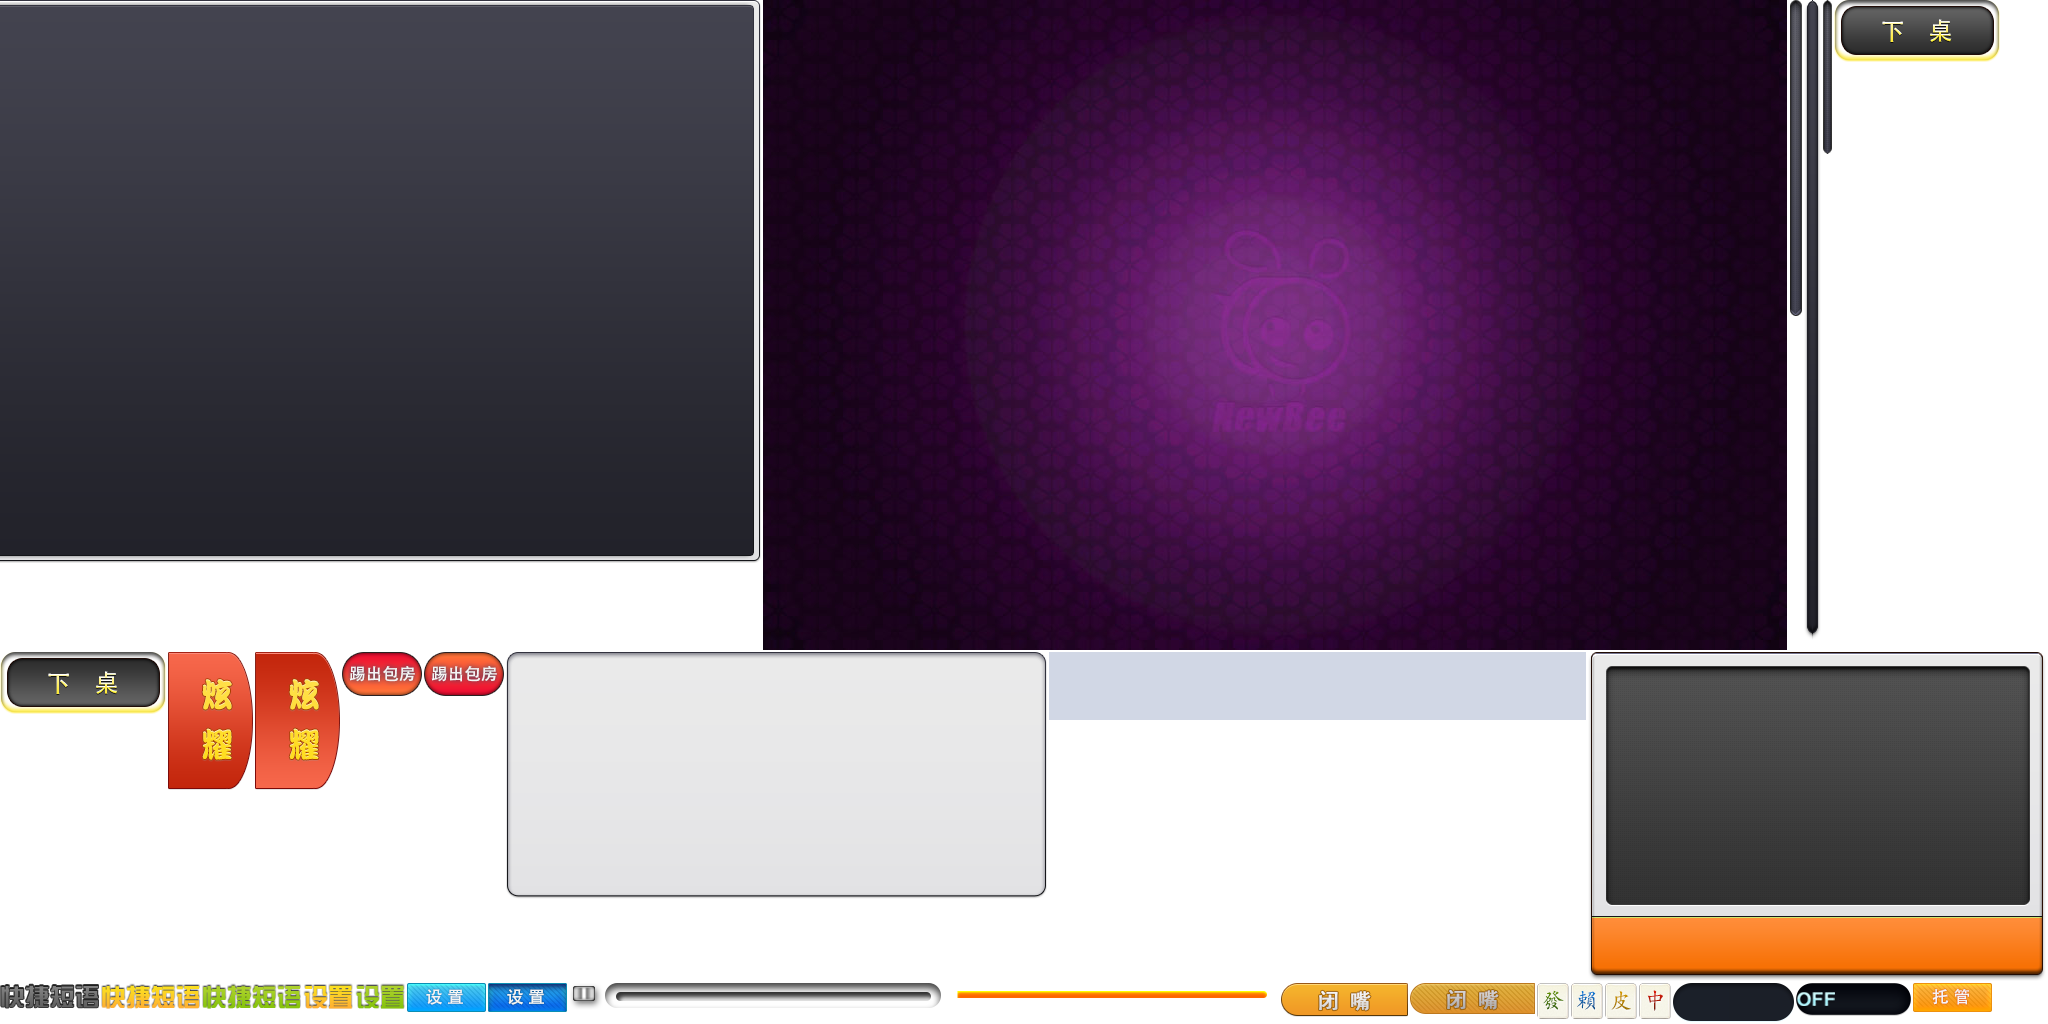 下 桌
NewBee
下 桌
炫耀
炫耀
踢出包房
踢出包房
快捷短语
快捷短语
快捷短语
设置
设置
设置
设置
闭 嘴
闭 嘴
發
賴
皮
中
OFF
托管